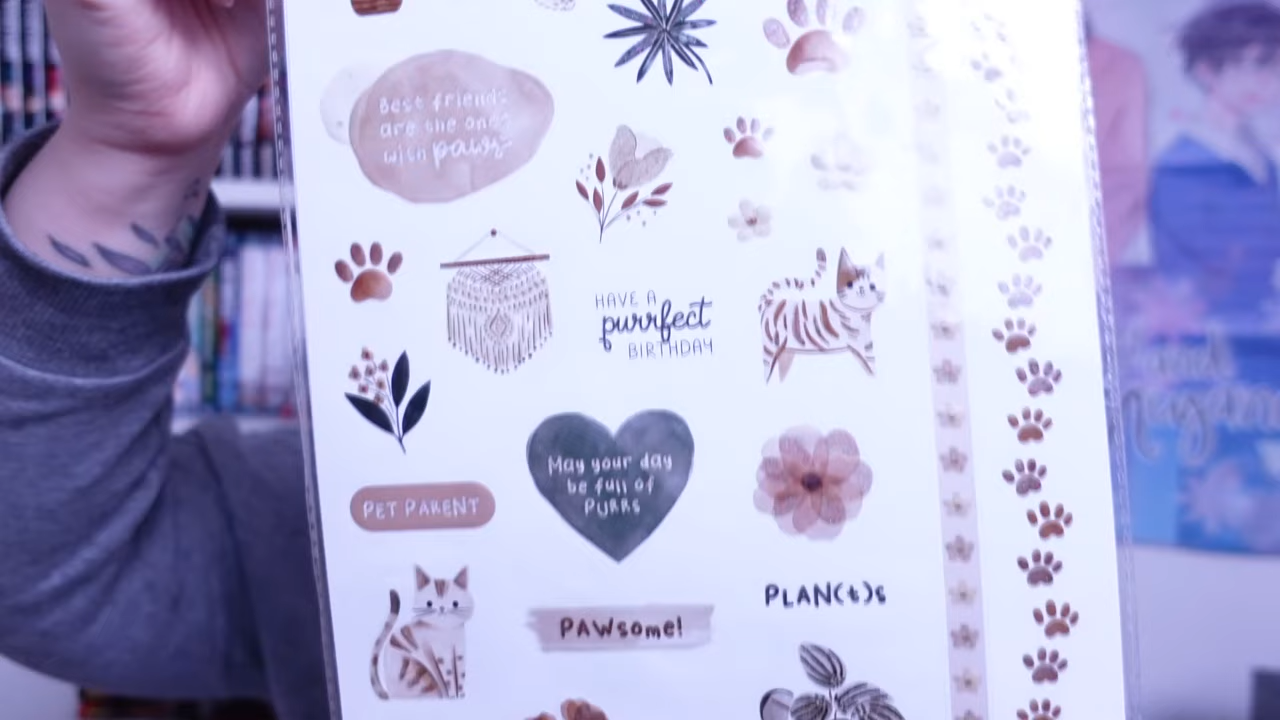 Best friends
are the ones
with paws
HAVE A
purrfect
BIRTHDAY
May your day
be full of
PURRS
PET PARENT
PLAN(t)s
PAWsome!